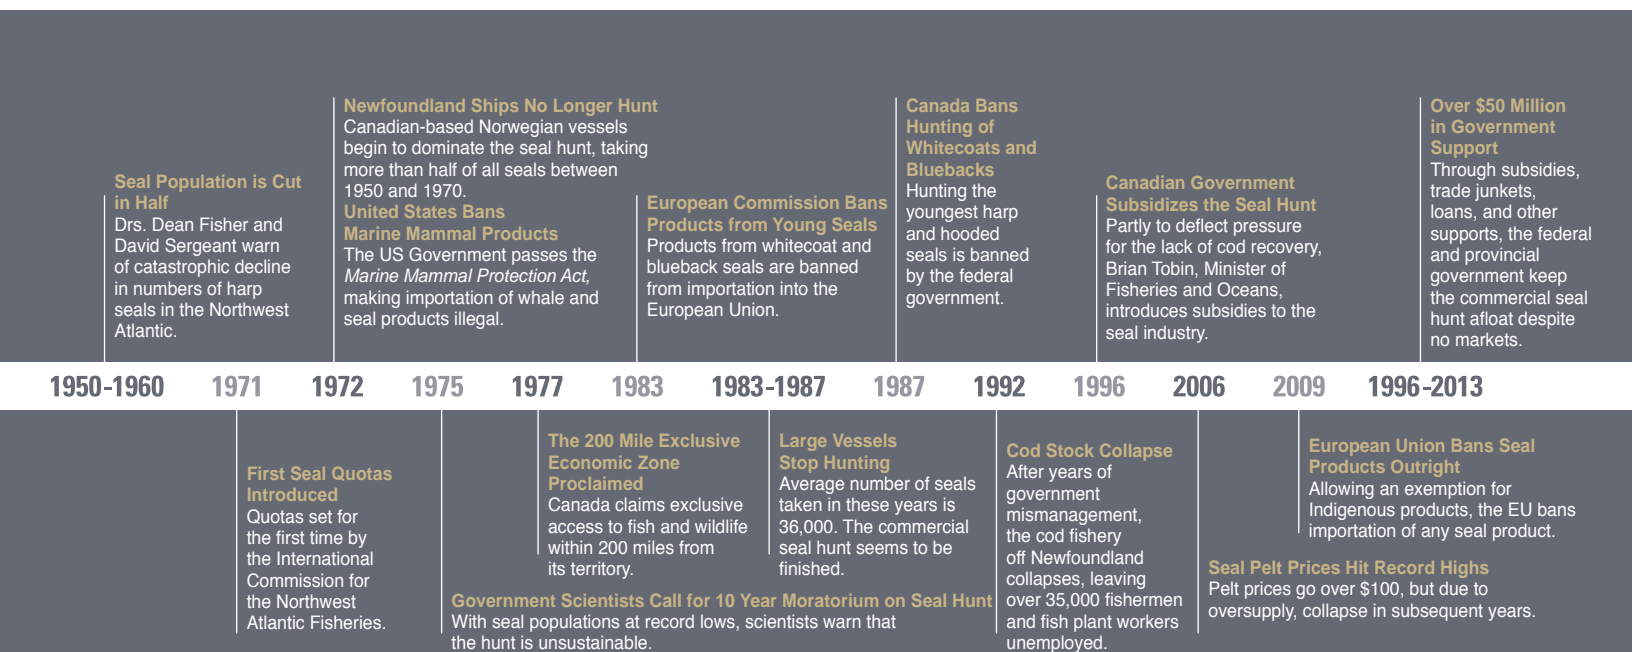 Seal Population is Cut
in Half
Drs. Dean Fisher and
David Sergeant warn
of catastrophic decline
in numbers of harp
seals in the Northwest
Atlantic.
Newfoundland Ships No Longer Hunt
Canadian-based Norwegian vessels
begin to dominate the seal hunt, taking
more than half of all seals between
1950 and 1970.
United States Bans
Marine Mammal Products
The US Government passes the
Marine Mammal Protection Act,
making importation of whale and
seal products illegal.
European Commission Bans
Products from Young Seals
Products from whitecoat and
blueback seals are banned
from importation into the
European Union.
Canada Bans
Hunting of
Whitecoats and
Bluebacks
Hunting the
youngest harp
and hooded
seals is banned
by the federal
government.
Canadian Government
Subsidizes the Seal Hunt
Partly to deflect pressure
for the lack of cod recovery,
Brian Tobin, Minister of
Fisheries and Oceans,
introduces subsidies to the
seal industry.
Over $50 Million
in Government
Support
Through subsidies,
trade junkets,
loans, and other
supports, the federal
and provincial
government keep
the commercial seal
hunt afloat despite
no markets.
1950-1960 1971 1972 1975 1977 1983 1983-1987 1987 1992 1996 2006 2009 1996-2013
First Seal Quotas
Introduced
Quotas set for
the first time by
the International
Commission for
the Northwest
Atlantic Fisheries.
Government Scientists Call for 10 Year Moratorium on Seal Hunt
With seal populations at record lows, scientists warn that
the hunt is unsustainable.
The 200 Mile Exclusive
Economic Zone
Proclaimed
Canada claims exclusive
access to fish and wildlife
within 200 miles from
its territory.
Large Vessels
Stop Hunting
Average number of seals
taken in these years is
36,000. The commercial
seal hunt seems to be
finished.
Cod Stock Collapse
After years of
government
mismanagement,
the cod fishery
off Newfoundland
collapses, leaving
over 35,000 fishermen
and fish plant workers
unemployed.
Seal Pelt Prices Hit Record Highs
Pelt prices go over $100, but due to
oversupply, collapse in subsequent years.
European Union Bans Seal
Products Outright
Allowing an exemption for
Indigenous products, the EU bans
importation of any seal product.